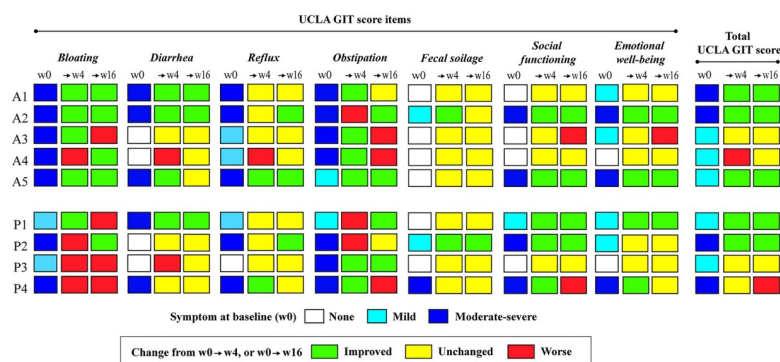 UCLA GIT score items
Total
UCLA GIT score
Bloating Diarrhea Reflux Obstipation Fecal soilage Social functioning Emotional well-being
w0 →w4 →w16 w0 →w4 →w16 w0 →w4 →w16 w0 →w4 →w16 w0 →w4 →w16 w0 →w4 →w16 w0 →w4 →w16 w0 →w4 →w16
A1
A2
A3
A4
A5
P1
P2
P3
P4
Symptom at baseline (w0) None Mild Moderate-severe
Change from w0→w4, or w0→w16 Improved Unchanged Worse